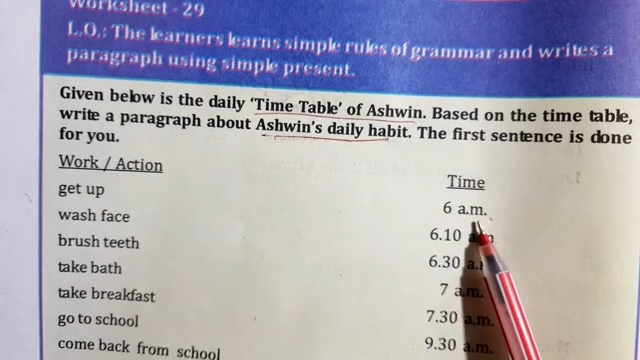 Worksheet - 29
L.O.: The learners learns simple rules of grammar and writes a
paragraph using simple present.
Given below is the daily 'Time Table' of Ashwin. Based on the time table,
write a paragraph about Ashwin's daily habit. The first sentence is done
for you.
Work / Action Time
get up 6 a.m.
wash face 6.10
brush teeth 6.30 a.
take bath 7 a.m.
take breakfast 7.30 a.m.
go to school 9.30 a.m.
come back from school